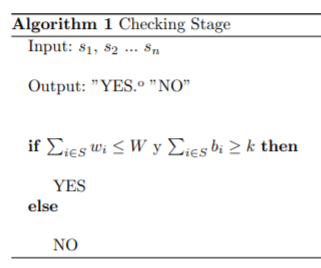 Algorithm 1 Checking Stage
Input: s₁, s₂ ... sₙ
Output: "YES.º "NO"
if ∑_{i∈S} wᵢ ≤ W y ∑_{i∈S} bᵢ ≥ k then
YES
else
NO